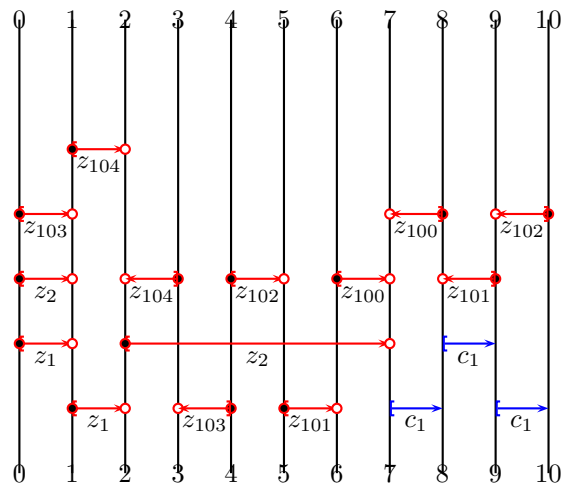 0 1 2 3 4 5 6 7 8 9 10
z₁₀₄
z₁₀₃ z₁₀₀ z₁₀₂
z₂ z₁₀₄ z₁₀₂ z₁₀₀ z₁₀₁
z₁ z₂ c₁
z₁ z₁₀₃ z₁₀₁ c₁ c₁
0 1 2 3 4 5 6 7 8 9 10